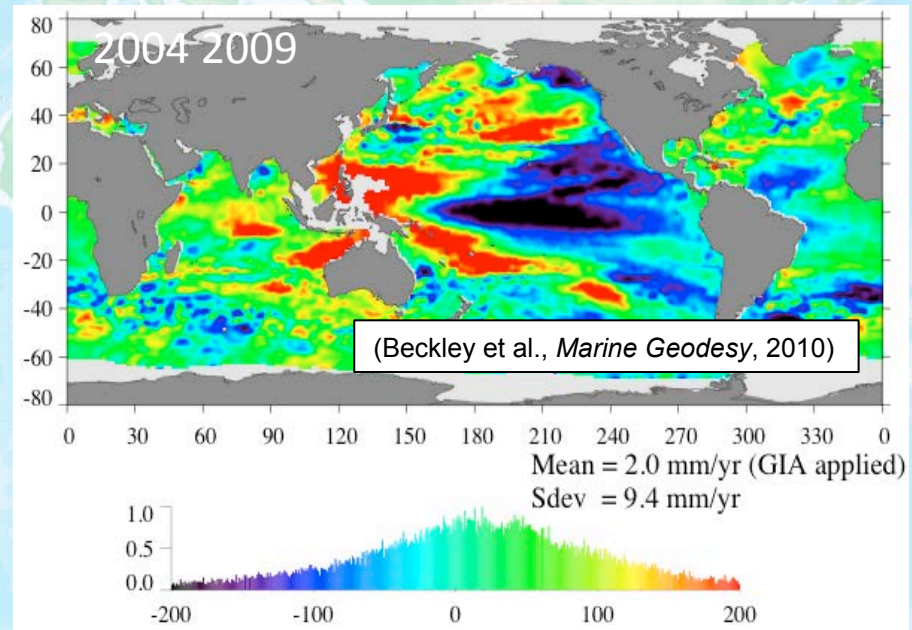 2004 2009
80
60
40
20
0
-20
-40
-60
-80
(Beckley et al., Marine Geodesy, 2010)
0 30 60 90 120 150 180 210 240 270 300 330 0
Mean = 2.0 mm/yr (GIA applied)
Sdev = 9.4 mm/yr
1.0
0.5
0.0
-200 -100 0 100 200